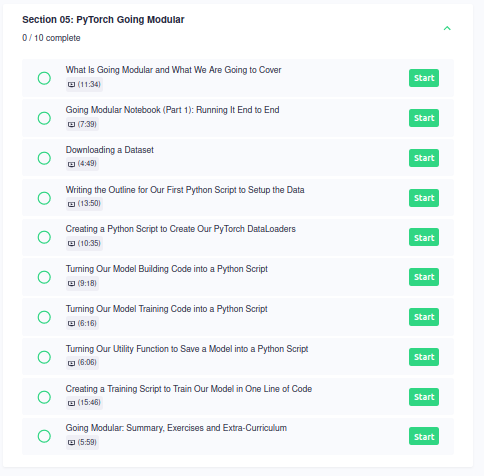 Section 05: PyTorch Going Modular
0 / 10 complete
What Is Going Modular and What We Are Going to Cover
(11:34)
Start
Going Modular Notebook (Part 1): Running It End to End
(7:39)
Start
Downloading a Dataset
(4:49)
Start
Writing the Outline for Our First Python Script to Setup the Data
(13:50)
Start
Creating a Python Script to Create Our PyTorch DataLoaders
(10:35)
Start
Turning Our Model Building Code into a Python Script
(9:18)
Start
Turning Our Model Training Code into a Python Script
(6:16)
Start
Turning Our Utility Function to Save a Model into a Python Script
(6:06)
Start
Creating a Training Script to Train Our Model in One Line of Code
(15:46)
Start
Going Modular: Summary, Exercises and Extra-Curriculum
(5:59)
Start